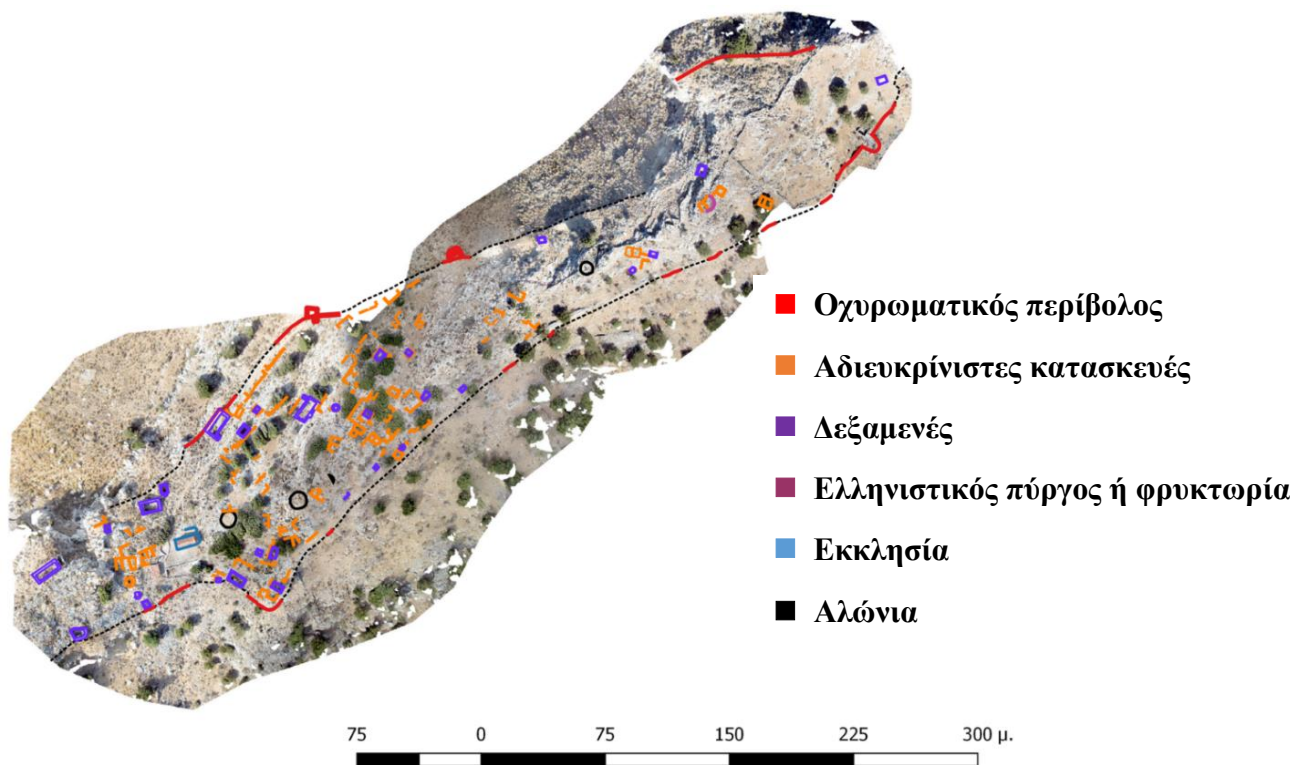 Οχυρωματικός περίβολος
Αδιευκρίνιστες κατασκευές
Δεξαμενές
Ελληνιστικός πύργος ή φρυκτωρία
Εκκλησία
Αλώνια
75 0 75 150 225 300 μ.